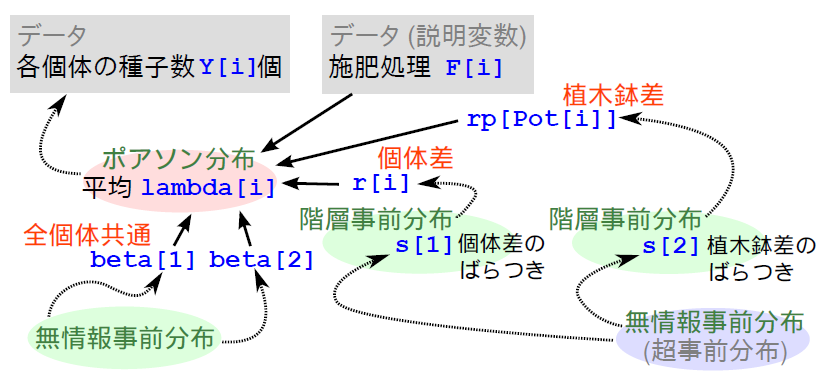 データ
各個体の種子数 Y[i]個
データ (説明変数)
施肥処理 F[i]
植木鉢差
rp[Pot[i]]
ポアソン分布
平均 lambda[i]
個体差
r[i]
全個体共通
beta[1] beta[2]
階層事前分布
s[1] 個体差の
ばらつき
階層事前分布
s[2] 植木鉢差の
ばらつき
無情報事前分布
無情報事前分布
(超事前分布)